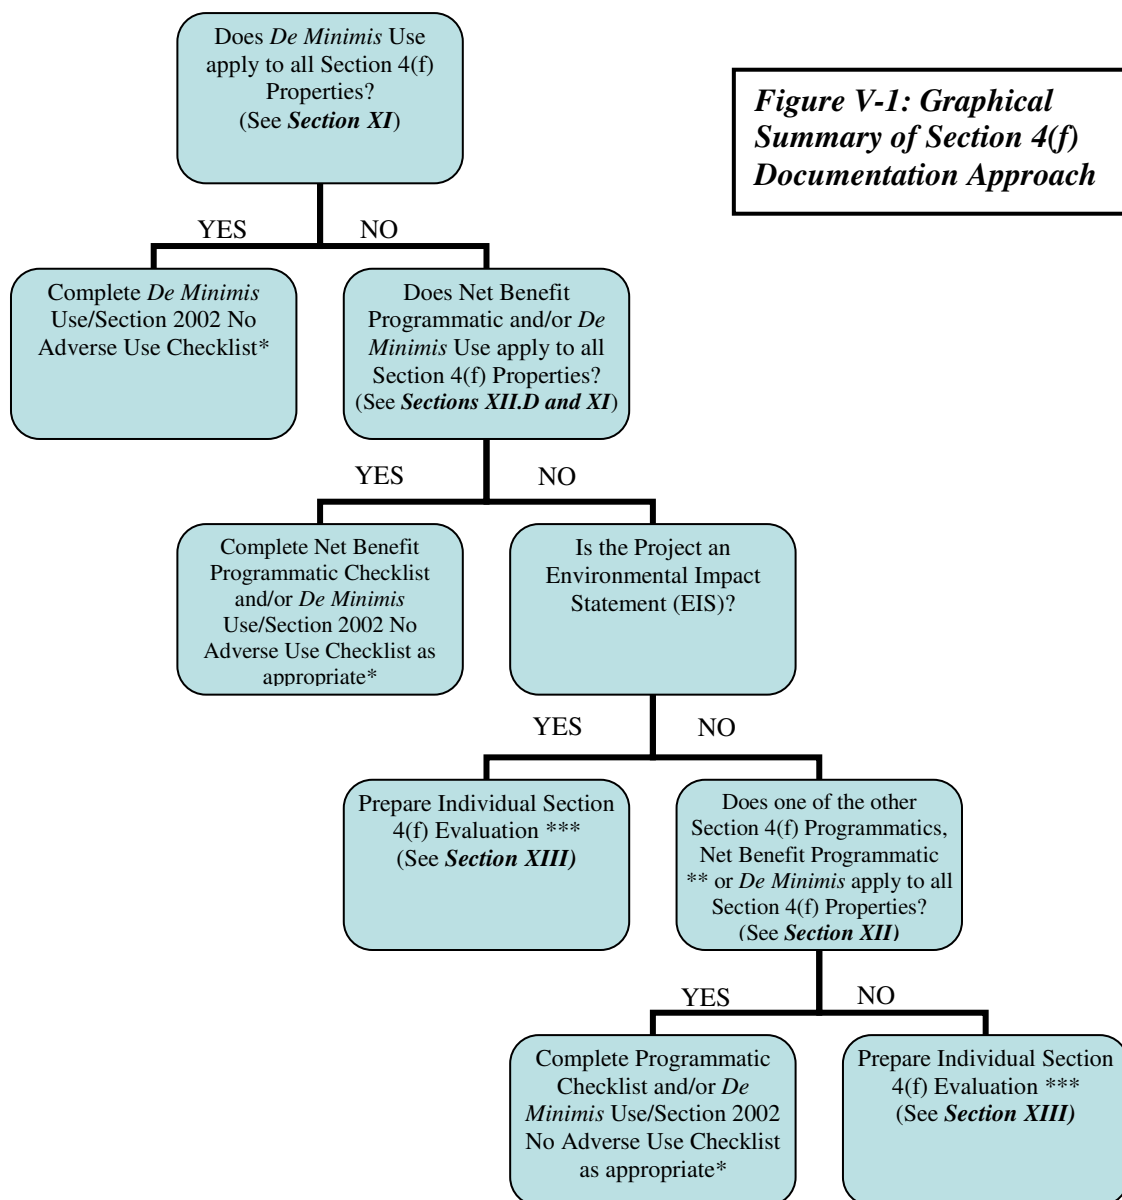 Does De Minimis Use
apply to all Section 4(f)
Properties?
(See Section XI)
Figure V-1: Graphical
Summary of Section 4(f)
Documentation Approach
YES
NO
Complete De Minimis
Use/Section 2002 No
Adverse Use Checklist*
Does Net Benefit
Programmatic and/or De
Minimis Use apply to all
Section 4(f) Properties?
(See Sections XII.D and XI)
YES
NO
Complete Net Benefit
Programmatic Checklist
and/or De Minimis
Use/Section 2002 No
Adverse Use Checklist as
appropriate*
Is the Project an
Environmental Impact
Statement (EIS)?
YES
NO
Prepare Individual Section
4(f) Evaluation ***
(See Section XIII)
Does one of the other
Section 4(f) Programmatics,
Net Benefit Programmatic
** or De Minimis apply to all
Section 4(f) Properties?
(See Section XII)
YES
NO
Complete Programmatic
Checklist and/or De
Minimis Use/Section 2002
No Adverse Use Checklist
as appropriate*
Prepare Individual Section
4(f) Evaluation ***
(See Section XIII)